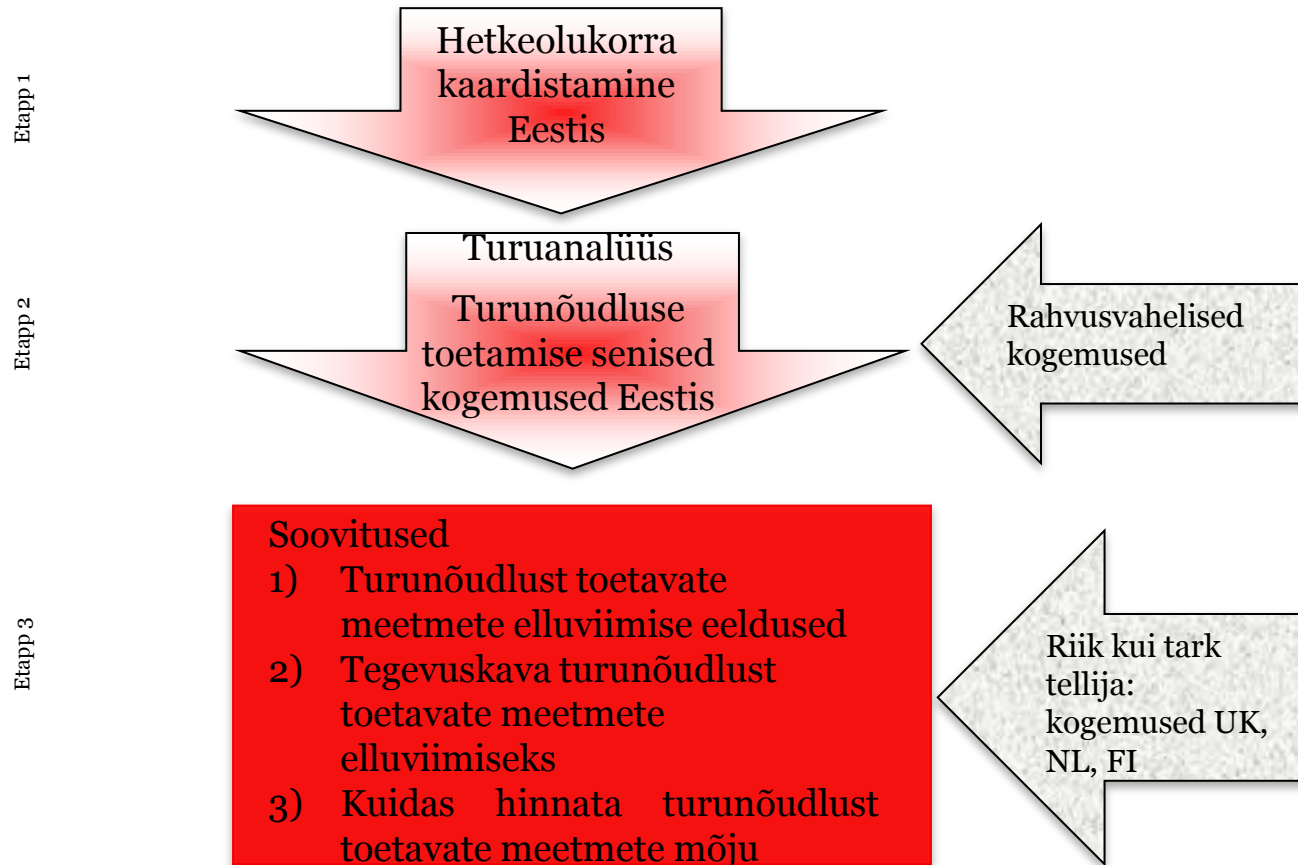 Etapp 1
Hetkeolukorra
kaardistamine
Eestis
Etapp 2
Turuanalüüs
Turunõudluse
toetamise senised
kogemused Eestis
Rahvusvahelised
kogemused
Etapp 3
Soovitused
1) Turunõudlust toetavate
meetmete elluviimise eeldused
2) Tegevuskava turunõudlust
toetavate meetmete
elluviimiseks
3) Kuidas hinnata turunõudlust
toetavate meetmete mõju
Riik kui tark
tellija:
kogemused UK,
NL, FI